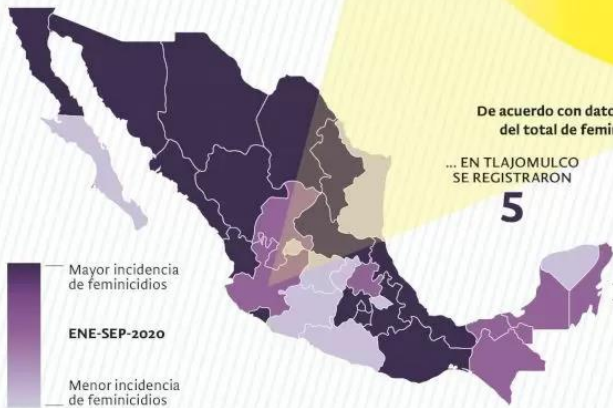 De acuerdo con dato
del total de femi
... EN TLAJOMULCO
SE REGISTRARON
5
Mayor incidencia
de feminicidios
ENE-SEP-2020
Menor incidencia
de feminicidios